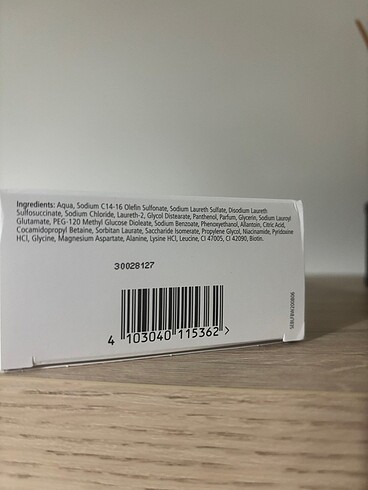 Ingredients: Aqua, Sodium C14-16 Olefin Sulfonate, Sodium Laureth Sulfate, Disodium Laureth
Sulfosuccinate, Sodium Chloride, Laureth-2, Glycol Distearate, Panthenol, Parfum, Glycerin, Sodium Lauroyl
Glutamate, PEG-120 Methyl Glucose Dioleate, Sodium Benzoate, Phenoxyethanol, Allantoin, Citric Acid,
Cocamidopropyl Betaine, Sorbitan Laurate, Saccharide Isomerate, Propylene Glycol, Niacinamide, Pyridoxine
HCl, Glycine, Magnesium Aspartate, Alanine, Lysine HCl, Leucine, CI 47005, CI 42090, Biotin.
30028127
4 103040 115362 >